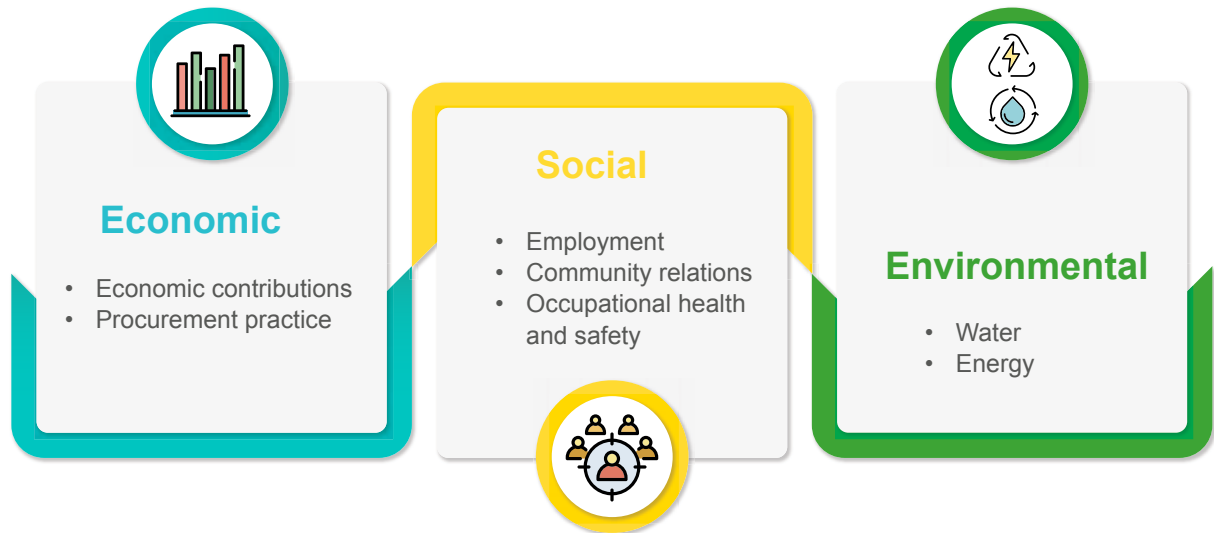 Economic
• Economic contributions
• Procurement practice
Social
• Employment
• Community relations
• Occupational health
and safety
Environmental
• Water
• Energy